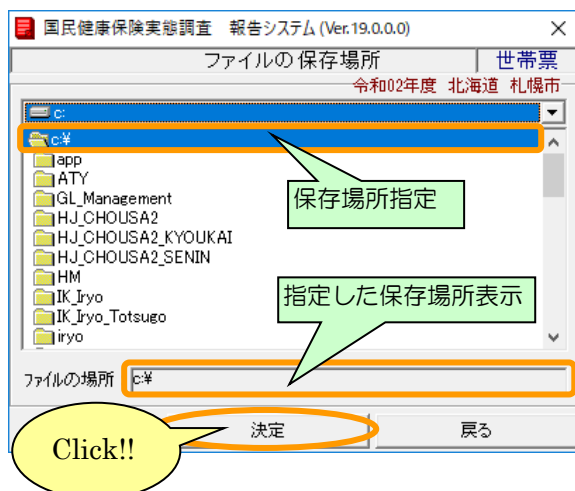 国民健康保険実態調査 報告システム (Ver.19.0.0.0)
ファイルの保存場所
世帯票
令和02年度 北海道 札幌市
c:
c:¥
app
ATY
GL_Management
HJ_CHOUSA2
HJ_CHOUSA2_KYOUKAI
HJ_CHOUSA2_SENIN
HM
IK_Iryo
IK_Iryo_Totsugo
iryo
保存場所指定
指定した保存場所表示
ファイルの場所 c:¥
決定
戻る
Click!!